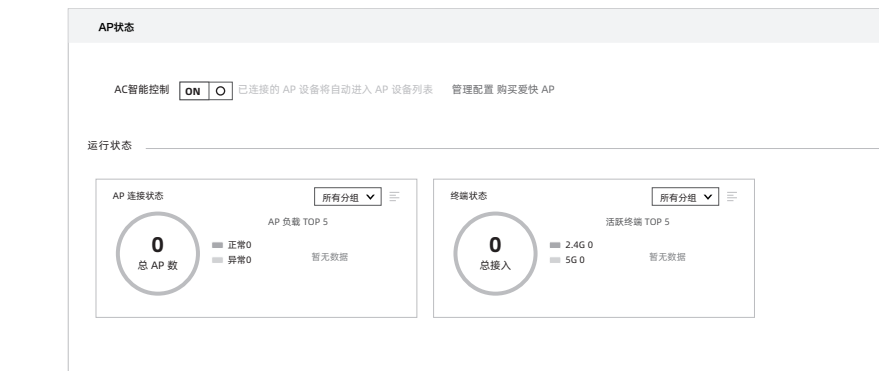 AP状态
AC智能控制 ON 已连接的 AP 设备将自动进入 AP 设备列表 管理配置 购买爱快 AP
运行状态
AP 连接状态 所有分组
AP 负载 TOP 5
0
总 AP 数
正常0
异常0
暂无数据
终端状态 所有分组
活跃终端 TOP 5
0
总接入
2.4G 0
5G 0
暂无数据